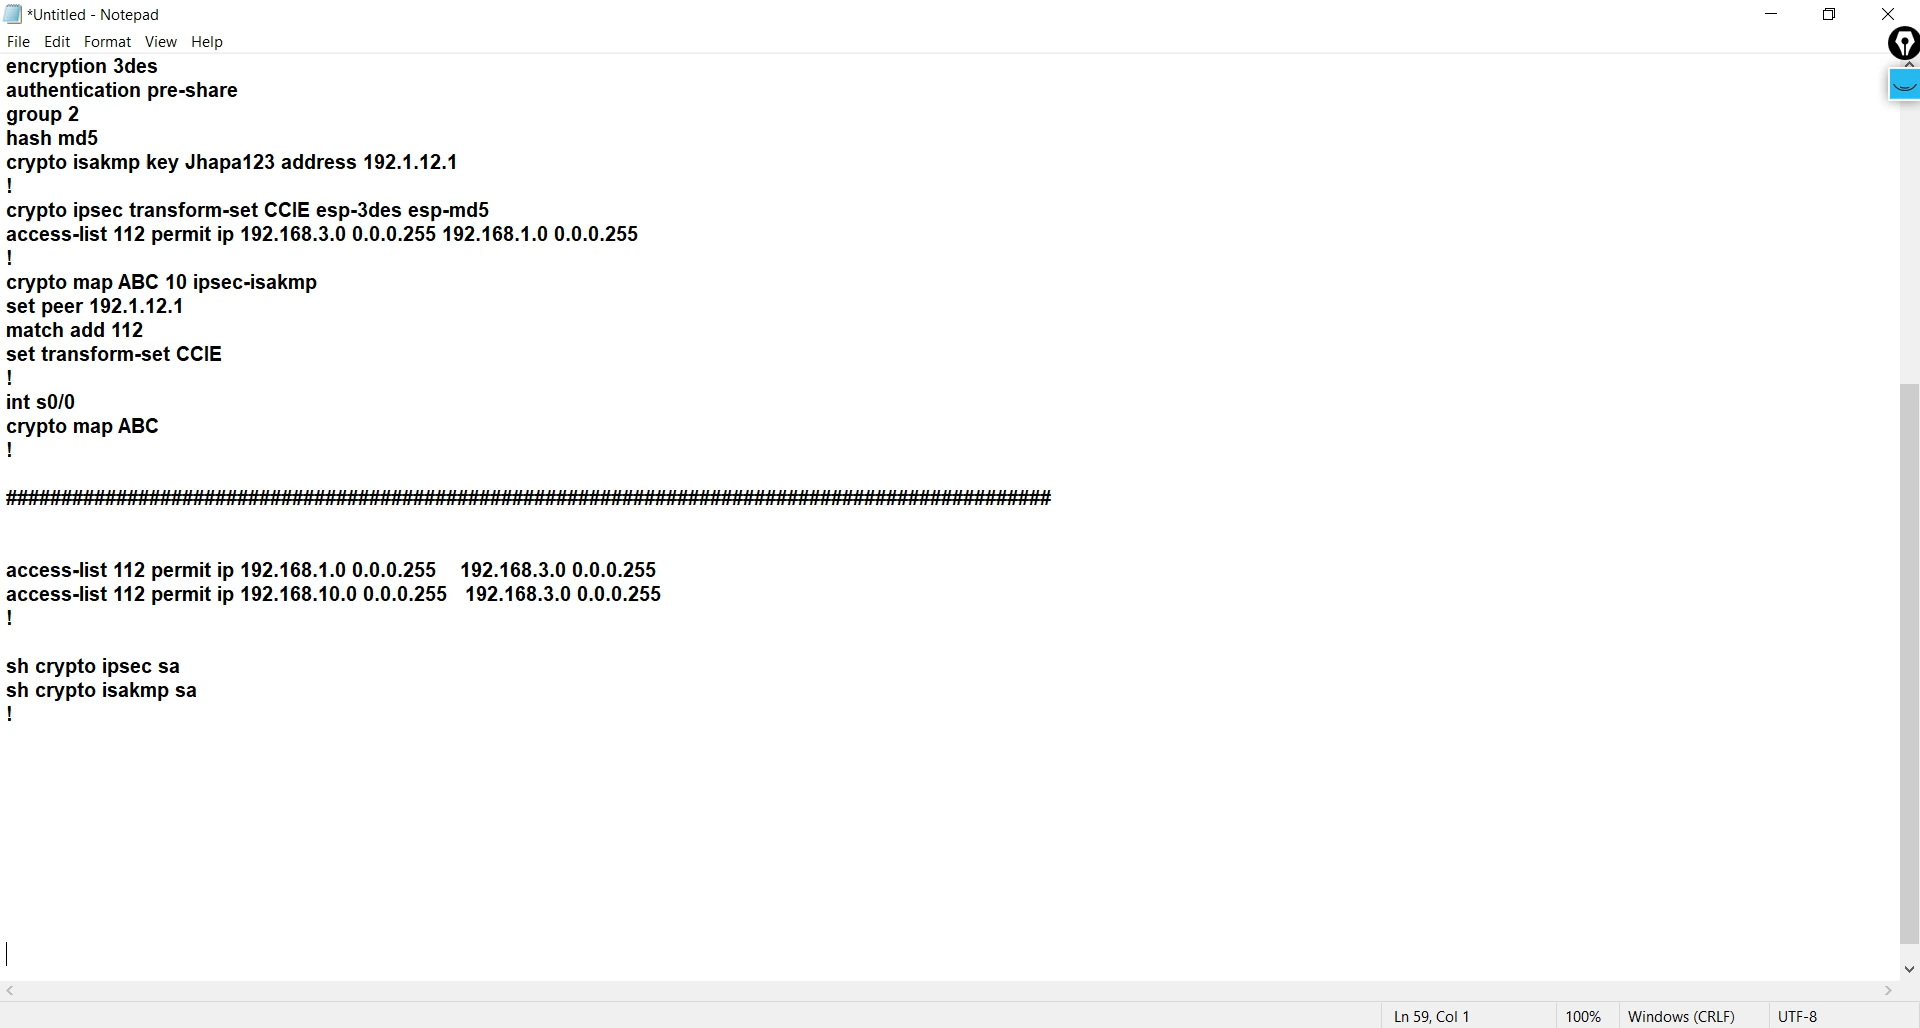 *Untitled - Notepad
File Edit Format View Help
encryption 3des
authentication pre-share
group 2
hash md5
crypto isakmp key Jhapa123 address 192.1.12.1
!
crypto ipsec transform-set CCIE esp-3des esp-md5
access-list 112 permit ip 192.168.3.0 0.0.0.255 192.168.1.0 0.0.0.255
!
crypto map ABC 10 ipsec-isakmp
set peer 192.1.12.1
match add 112
set transform-set CCIE
!
int s0/0
crypto map ABC
!
###############################################################################################
access-list 112 permit ip 192.168.1.0 0.0.0.255    192.168.3.0 0.0.0.255
access-list 112 permit ip 192.168.10.0 0.0.0.255   192.168.3.0 0.0.0.255
!
sh crypto ipsec sa
sh crypto isakmp sa
!
Ln 59, Col 1 100% Windows (CRLF) UTF-8